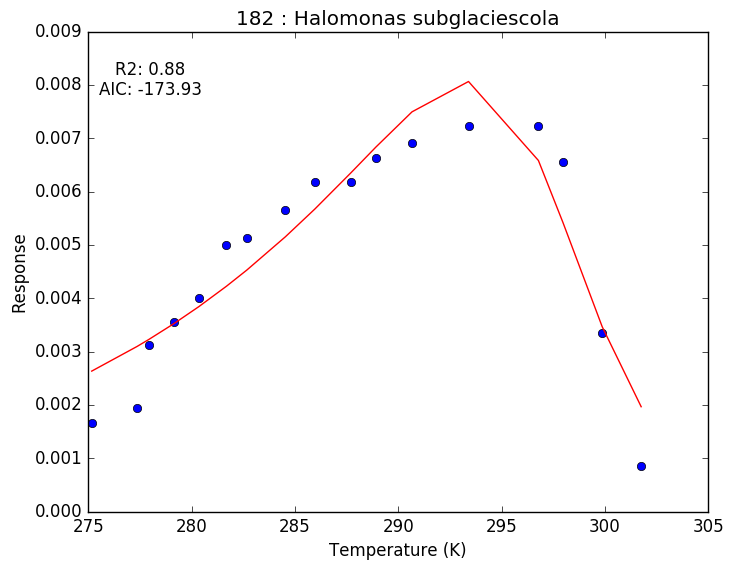 182 : Halomonas subglaciescola
R2: 0.88
AIC: -173.93
0.009
0.008
0.007
0.006
0.005
0.004
0.003
0.002
0.001
0.000
Response
275 280 285 290 295 300 305
Temperature (K)